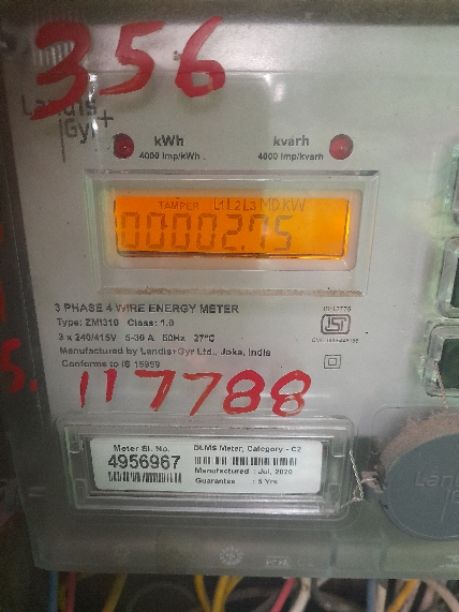 356
Landis
Gyr+
kWh
4000 Imp/kWh
kvarh
4000 Imp/kvarh
TAMPER L1 L2 L3 MD kW
00002.75
3 PHASE 4 WIRE ENERGY METER
Type: ZMI310 Class: 1.0
3 x 240/415V 5-30 A 50Hz 27°C
Manufactured by Landis+Gyr Ltd., Joka, India
Conforms to IS 15959
117788
Meter Sl. No.
4956967
DLMS Meter, Category - C2
Manufactured : Jul, 2020
Guarantee : 5 Yrs
Landis